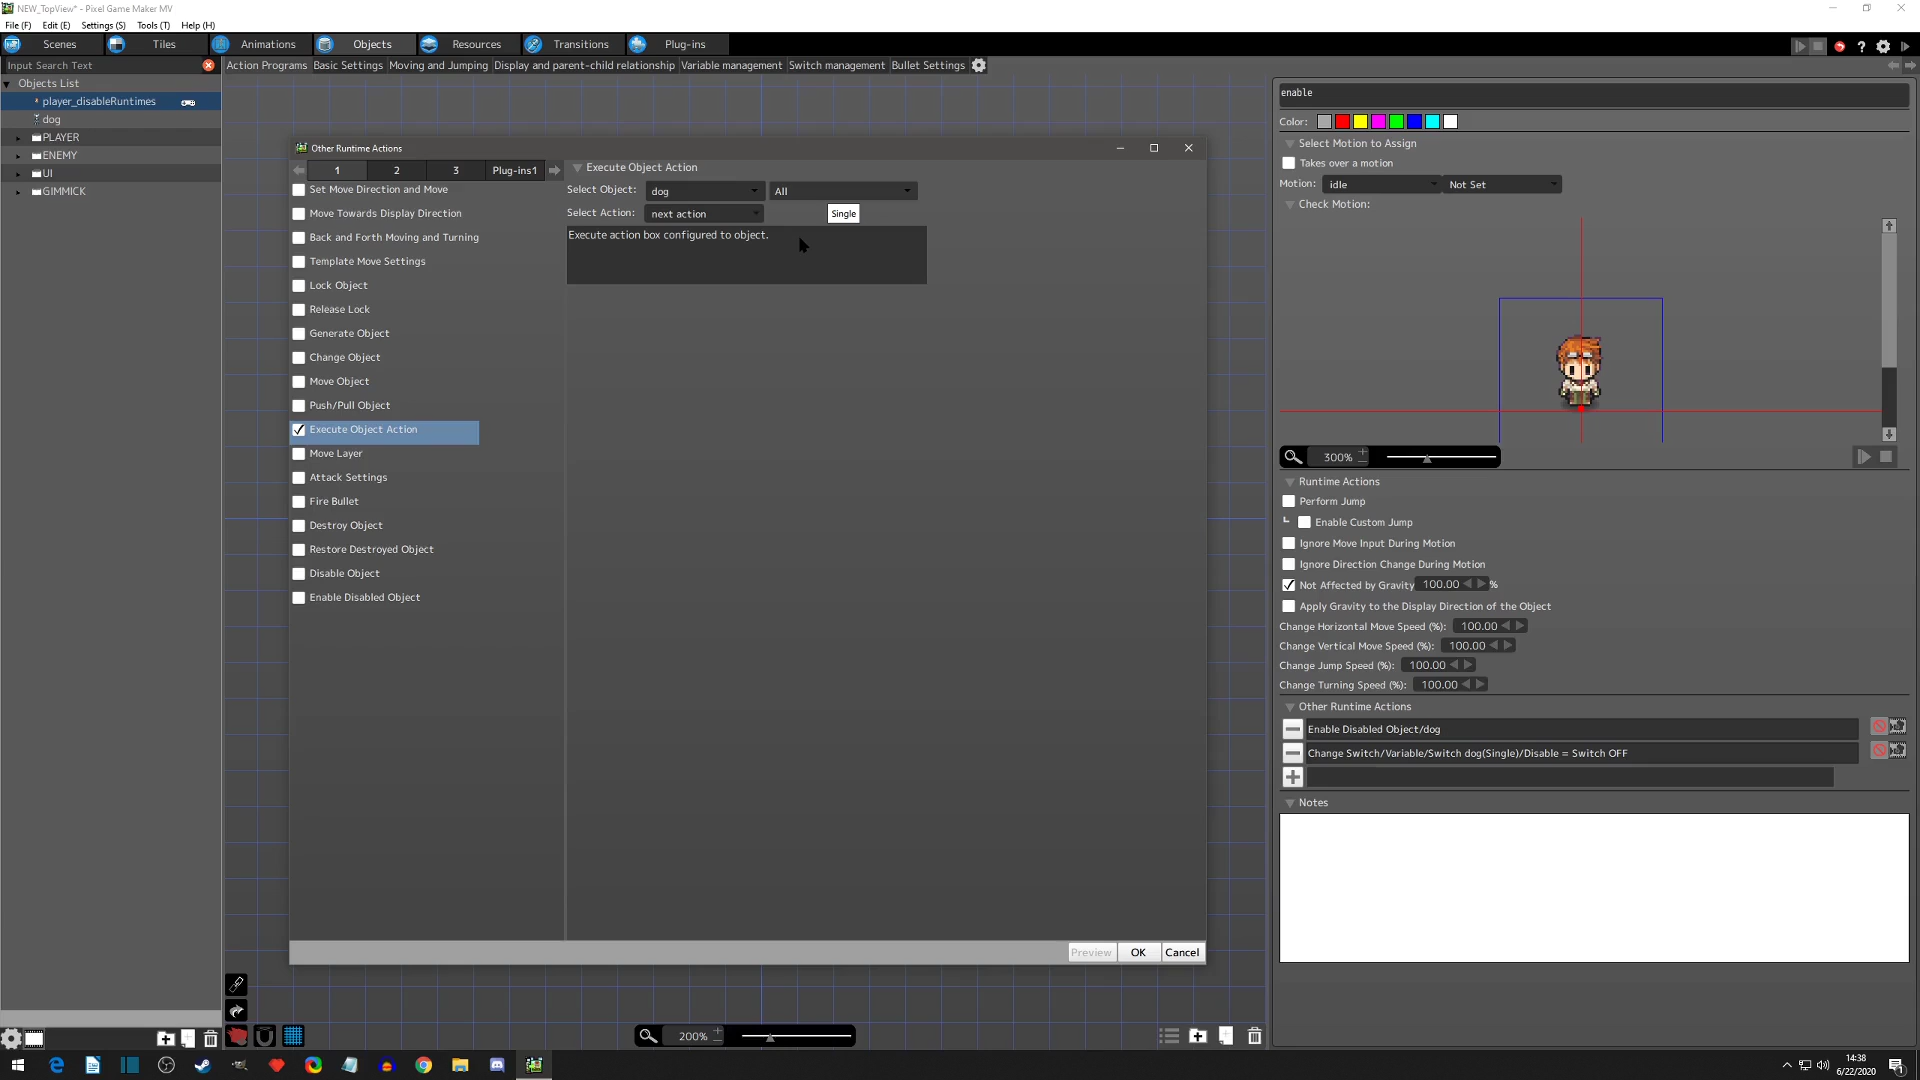 NEW_TopView* - Pixel Game Maker MV
File (F) Edit (E) Settings (S) Tools (T) Help (H)
Scenes Tiles Animations Objects Resources Transitions Plug-ins
Input Search Text
Action Programs Basic Settings Moving and Jumping Display and parent-child relationship Variable management Switch management Bullet Settings
Objects List
player_disableRuntimes
dog
PLAYER
ENEMY
UI
GIMMICK
Other Runtime Actions
1 2 3 Plug-ins1
Set Move Direction and Move
Move Towards Display Direction
Back and Forth Moving and Turning
Template Move Settings
Lock Object
Release Lock
Generate Object
Change Object
Move Object
Push/Pull Object
Execute Object Action
Move Layer
Attack Settings
Fire Bullet
Destroy Object
Restore Destroyed Object
Disable Object
Enable Disabled Object
Execute Object Action
Select Object: dog All
Select Action: next action Single
Execute action box configured to object.
Preview OK Cancel
200%
enable
Color:
Select Motion to Assign
Takes over a motion
Motion: idle Not Set
Check Motion:
300%
Runtime Actions
Perform Jump
Enable Custom Jump
Ignore Move Input During Motion
Ignore Direction Change During Motion
Not Affected by Gravity 100.00 %
Apply Gravity to the Display Direction of the Object
Change Horizontal Move Speed (%): 100.00
Change Vertical Move Speed (%): 100.00
Change Jump Speed (%): 100.00
Change Turning Speed (%): 100.00
Other Runtime Actions
Enable Disabled Object/dog
Change Switch/Variable/Switch dog(Single)/Disable = Switch OFF
Notes
14:38
6/22/2020